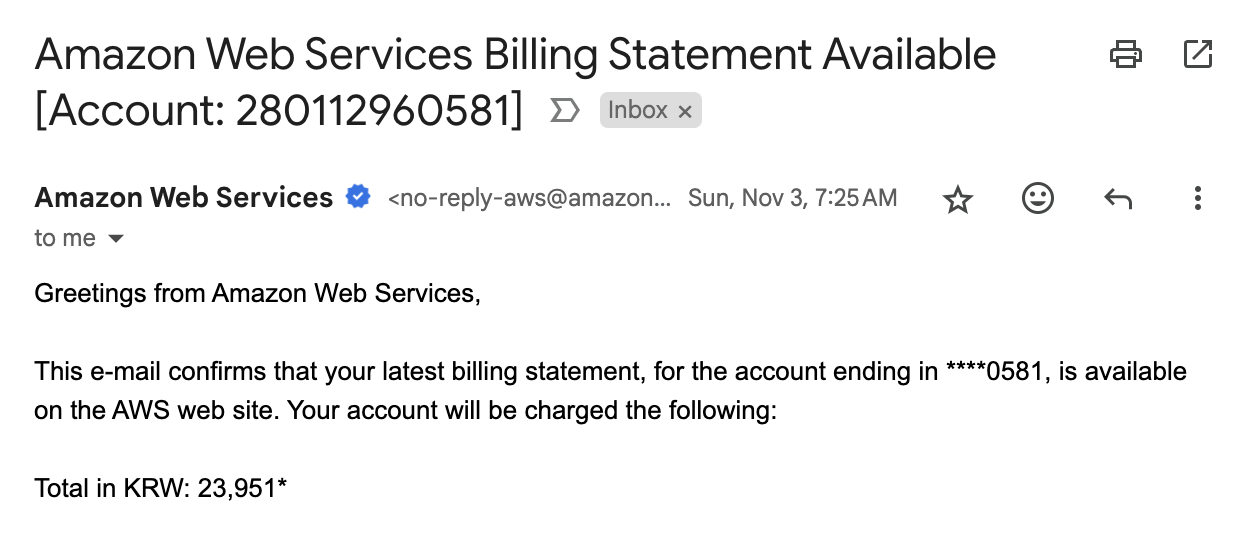 Amazon Web Services Billing Statement Available
[Account: 280112960581] Inbox ×
Amazon Web Services <no-reply-aws@amazon... Sun, Nov 3, 7:25 AM
to me
Greetings from Amazon Web Services,
This e-mail confirms that your latest billing statement, for the account ending in ****0581, is available
on the AWS web site. Your account will be charged the following:
Total in KRW: 23,951*